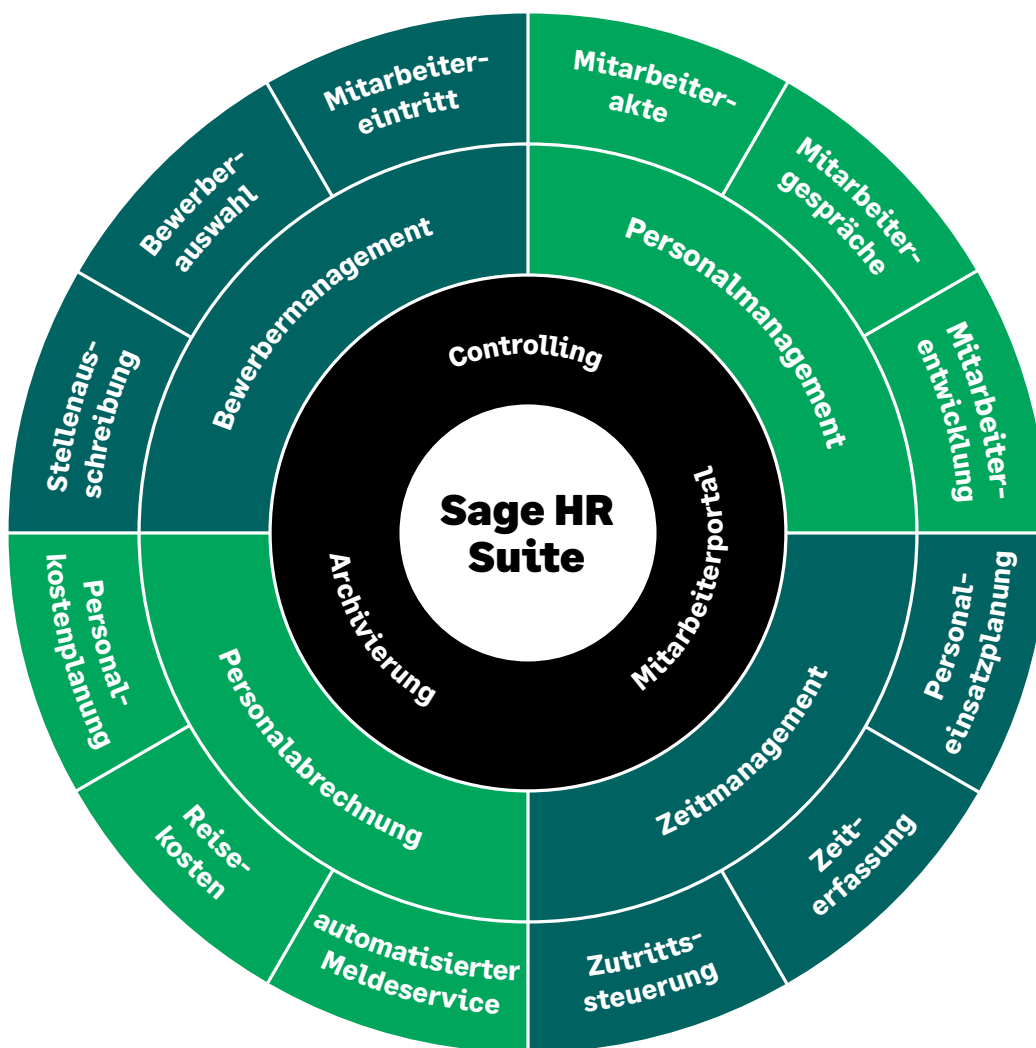 Mitarbeiter-
eintritt
Mitarbeiter-
akte
Bewerber-
auswahl
Mitarbeiter-
gespräche
Bewerbermanagement
Personalmanagement
Stellenaus-
schreibung
Mitarbeiter-
entwicklung
Controlling
Sage HR
Suite
Mitarbeiterportal
Archivierung
Personal-
kostenplanung
Personal-
einsatzplanung
Personalabrechnung
Zeitmanagement
Reise-
kosten
Zeit-
erfassung
automatisierter
Meldeservice
Zutritts-
steuerung